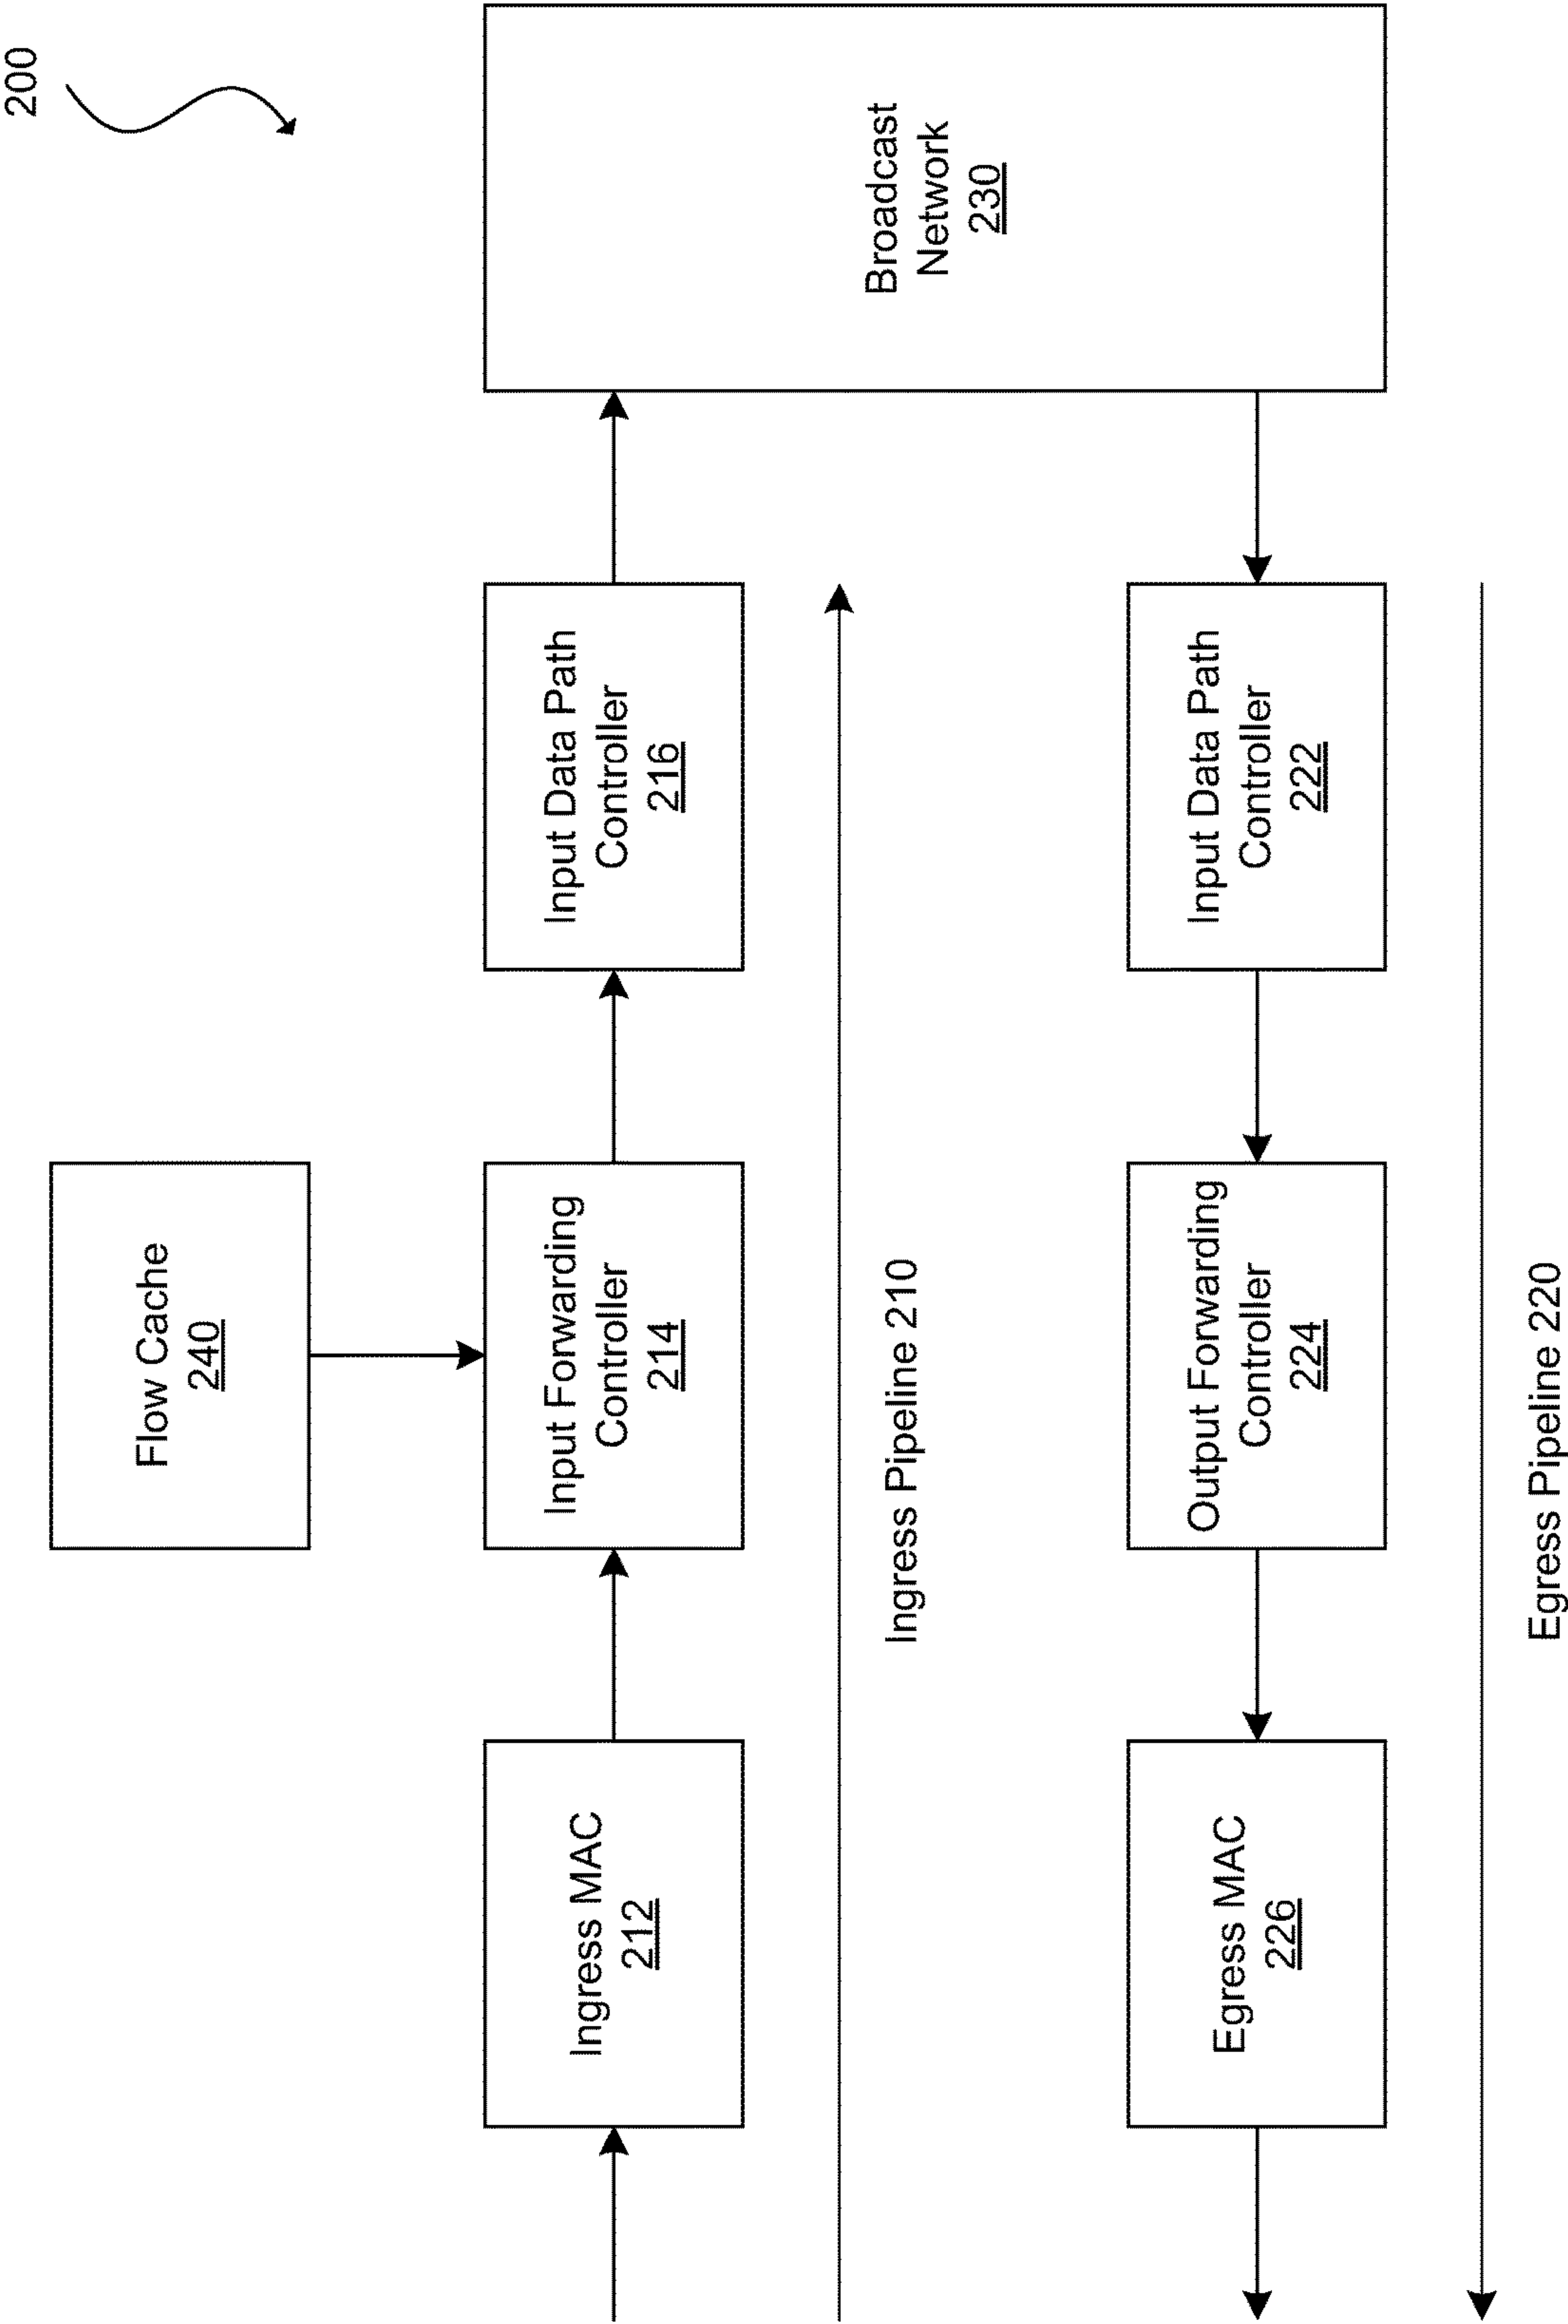 200
Flow Cache
240
Ingress MAC
212
Input Forwarding
Controller
214
Input Data Path
Controller
216
Broadcast
Network
230
Ingress Pipeline 210
Egress MAC
226
Output Forwarding
Controller
224
Input Data Path
Controller
222
Egress Pipeline 220